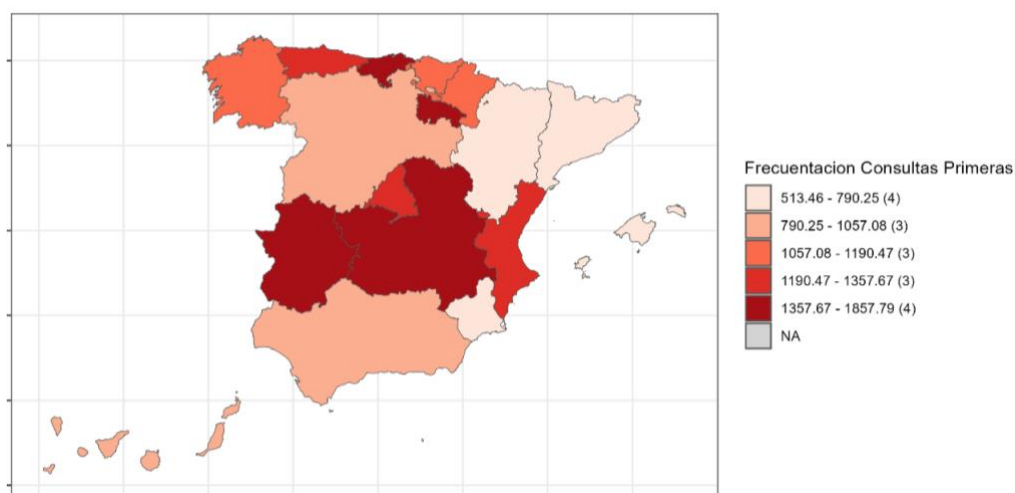 Frecuentacion Consultas Primeras
513.46 - 790.25 (4)
790.25 - 1057.08 (3)
1057.08 - 1190.47 (3)
1190.47 - 1357.67 (3)
1357.67 - 1857.79 (4)
NA